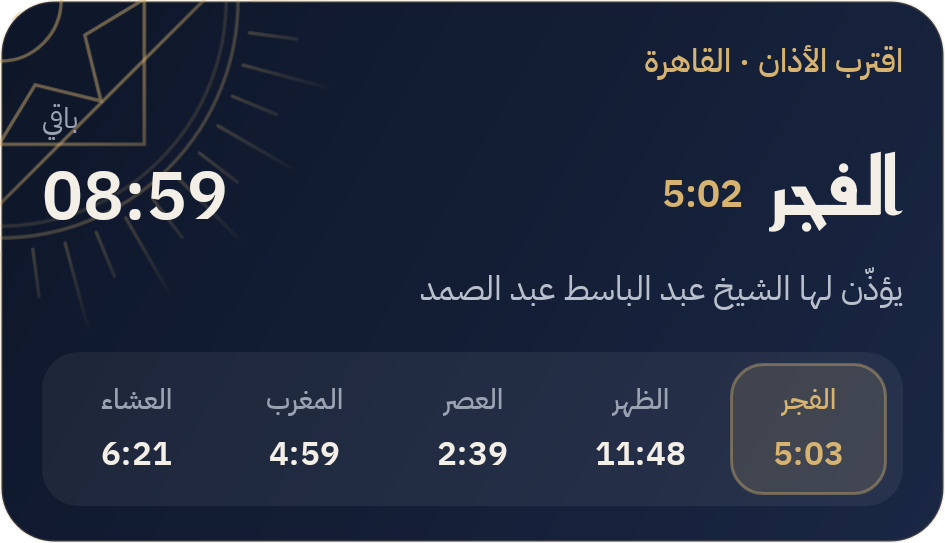 اقترب الأذان · القاهرة
باقي
الفجر 5:02
08:59
يؤذّن لها الشيخ عبد الباسط عبد الصمد
الفجر الظهر العصر المغرب العشاء
5:03 11:48 2:39 4:59 6:21